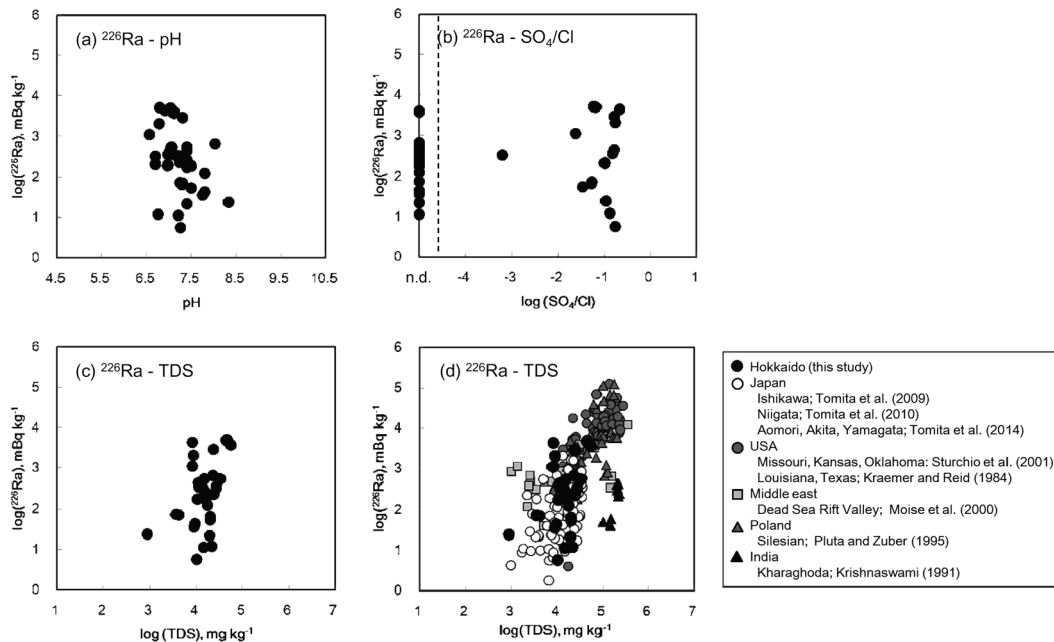 (a) ²²⁶Ra - pH
log(²²⁶Ra), mBq kg⁻¹
6
5
4
3
2
1
0
4.5 5.5 6.5 7.5 8.5 9.5 10.5
pH
(b) ²²⁶Ra - SO₄/Cl
log(²²⁶Ra), mBq kg⁻¹
6
5
4
3
2
1
0
n.d. -4 -3 -2 -1 0 1
log (SO₄/Cl)
(c) ²²⁶Ra - TDS
log(²²⁶Ra), mBq kg⁻¹
6
5
4
3
2
1
0
1 2 3 4 5 6 7
log(TDS), mg kg⁻¹
(d) ²²⁶Ra - TDS
log(²²⁶Ra), mBq kg⁻¹
6
5
4
3
2
1
0
1 2 3 4 5 6 7
log(TDS), mg kg⁻¹
Hokkaido (this study)
Japan
Ishikawa; Tomita et al. (2009)
Niigata; Tomita et al. (2010)
Aomori, Akita, Yamagata; Tomita et al. (2014)
USA
Missouri, Kansas, Oklahoma: Sturchio et al. (2001)
Louisiana, Texas; Kraemer and Reid (1984)
Middle east
Dead Sea Rift Valley; Moise et al. (2000)
Poland
Silesian; Pluta and Zuber (1995)
India
Kharaghoda; Krishnaswami (1991)